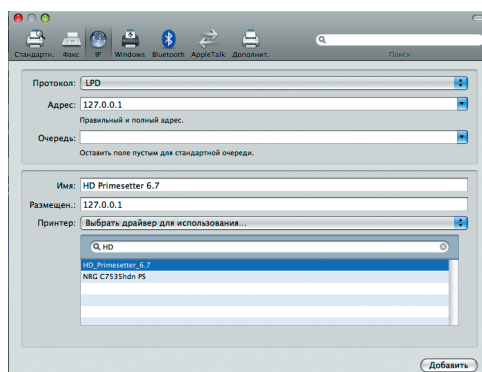 Стандартн. Факс IP Windows Bluetooth AppleTalk Дополнит. Поиск
Протокол: LPD
Адрес: 127.0.0.1
Правильный и полный адрес.
Очередь:
Оставить поле пустым для стандартной очереди.
Имя: HD Primesetter 6.7
Размещен.: 127.0.0.1
Принтер: Выбрать драйвер для использования...
HD
HD_Primesetter_6.7
NRG C7535hdn PS
Добавить